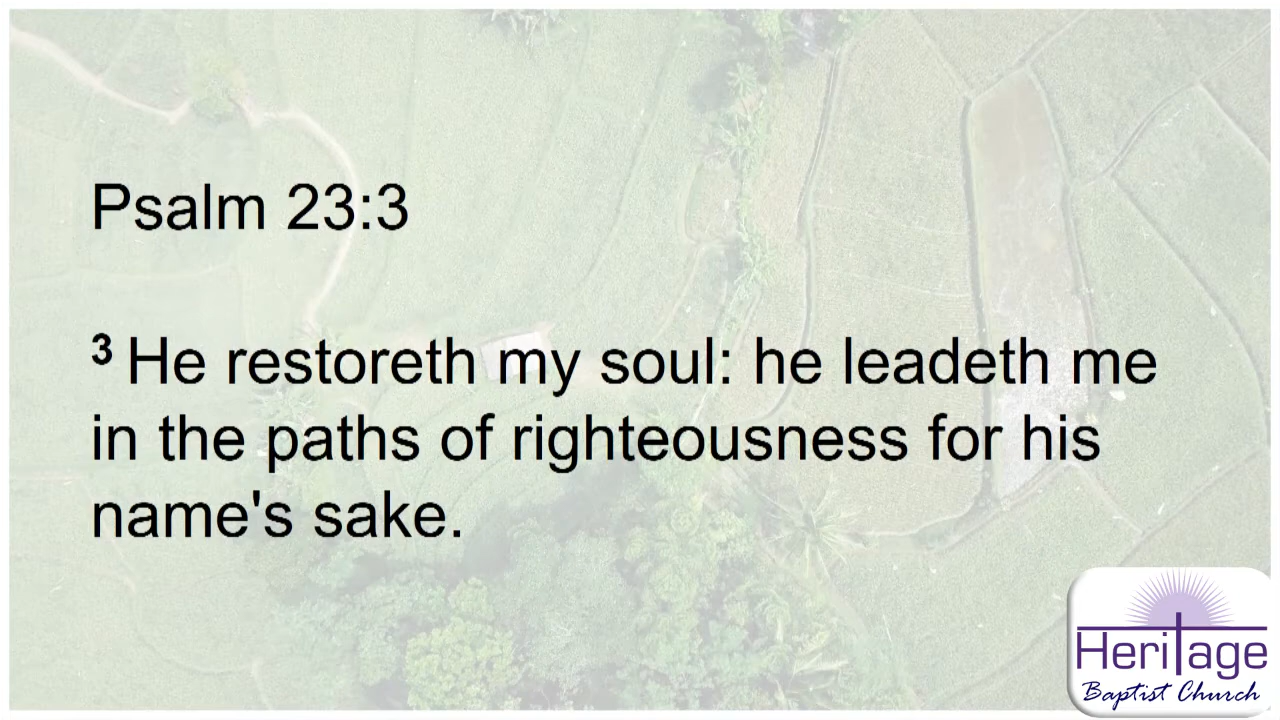 Psalm 23:3
3 He restoreth my soul: he leadeth me
in the paths of righteousness for his
name's sake.
Heritage
Baptist Church